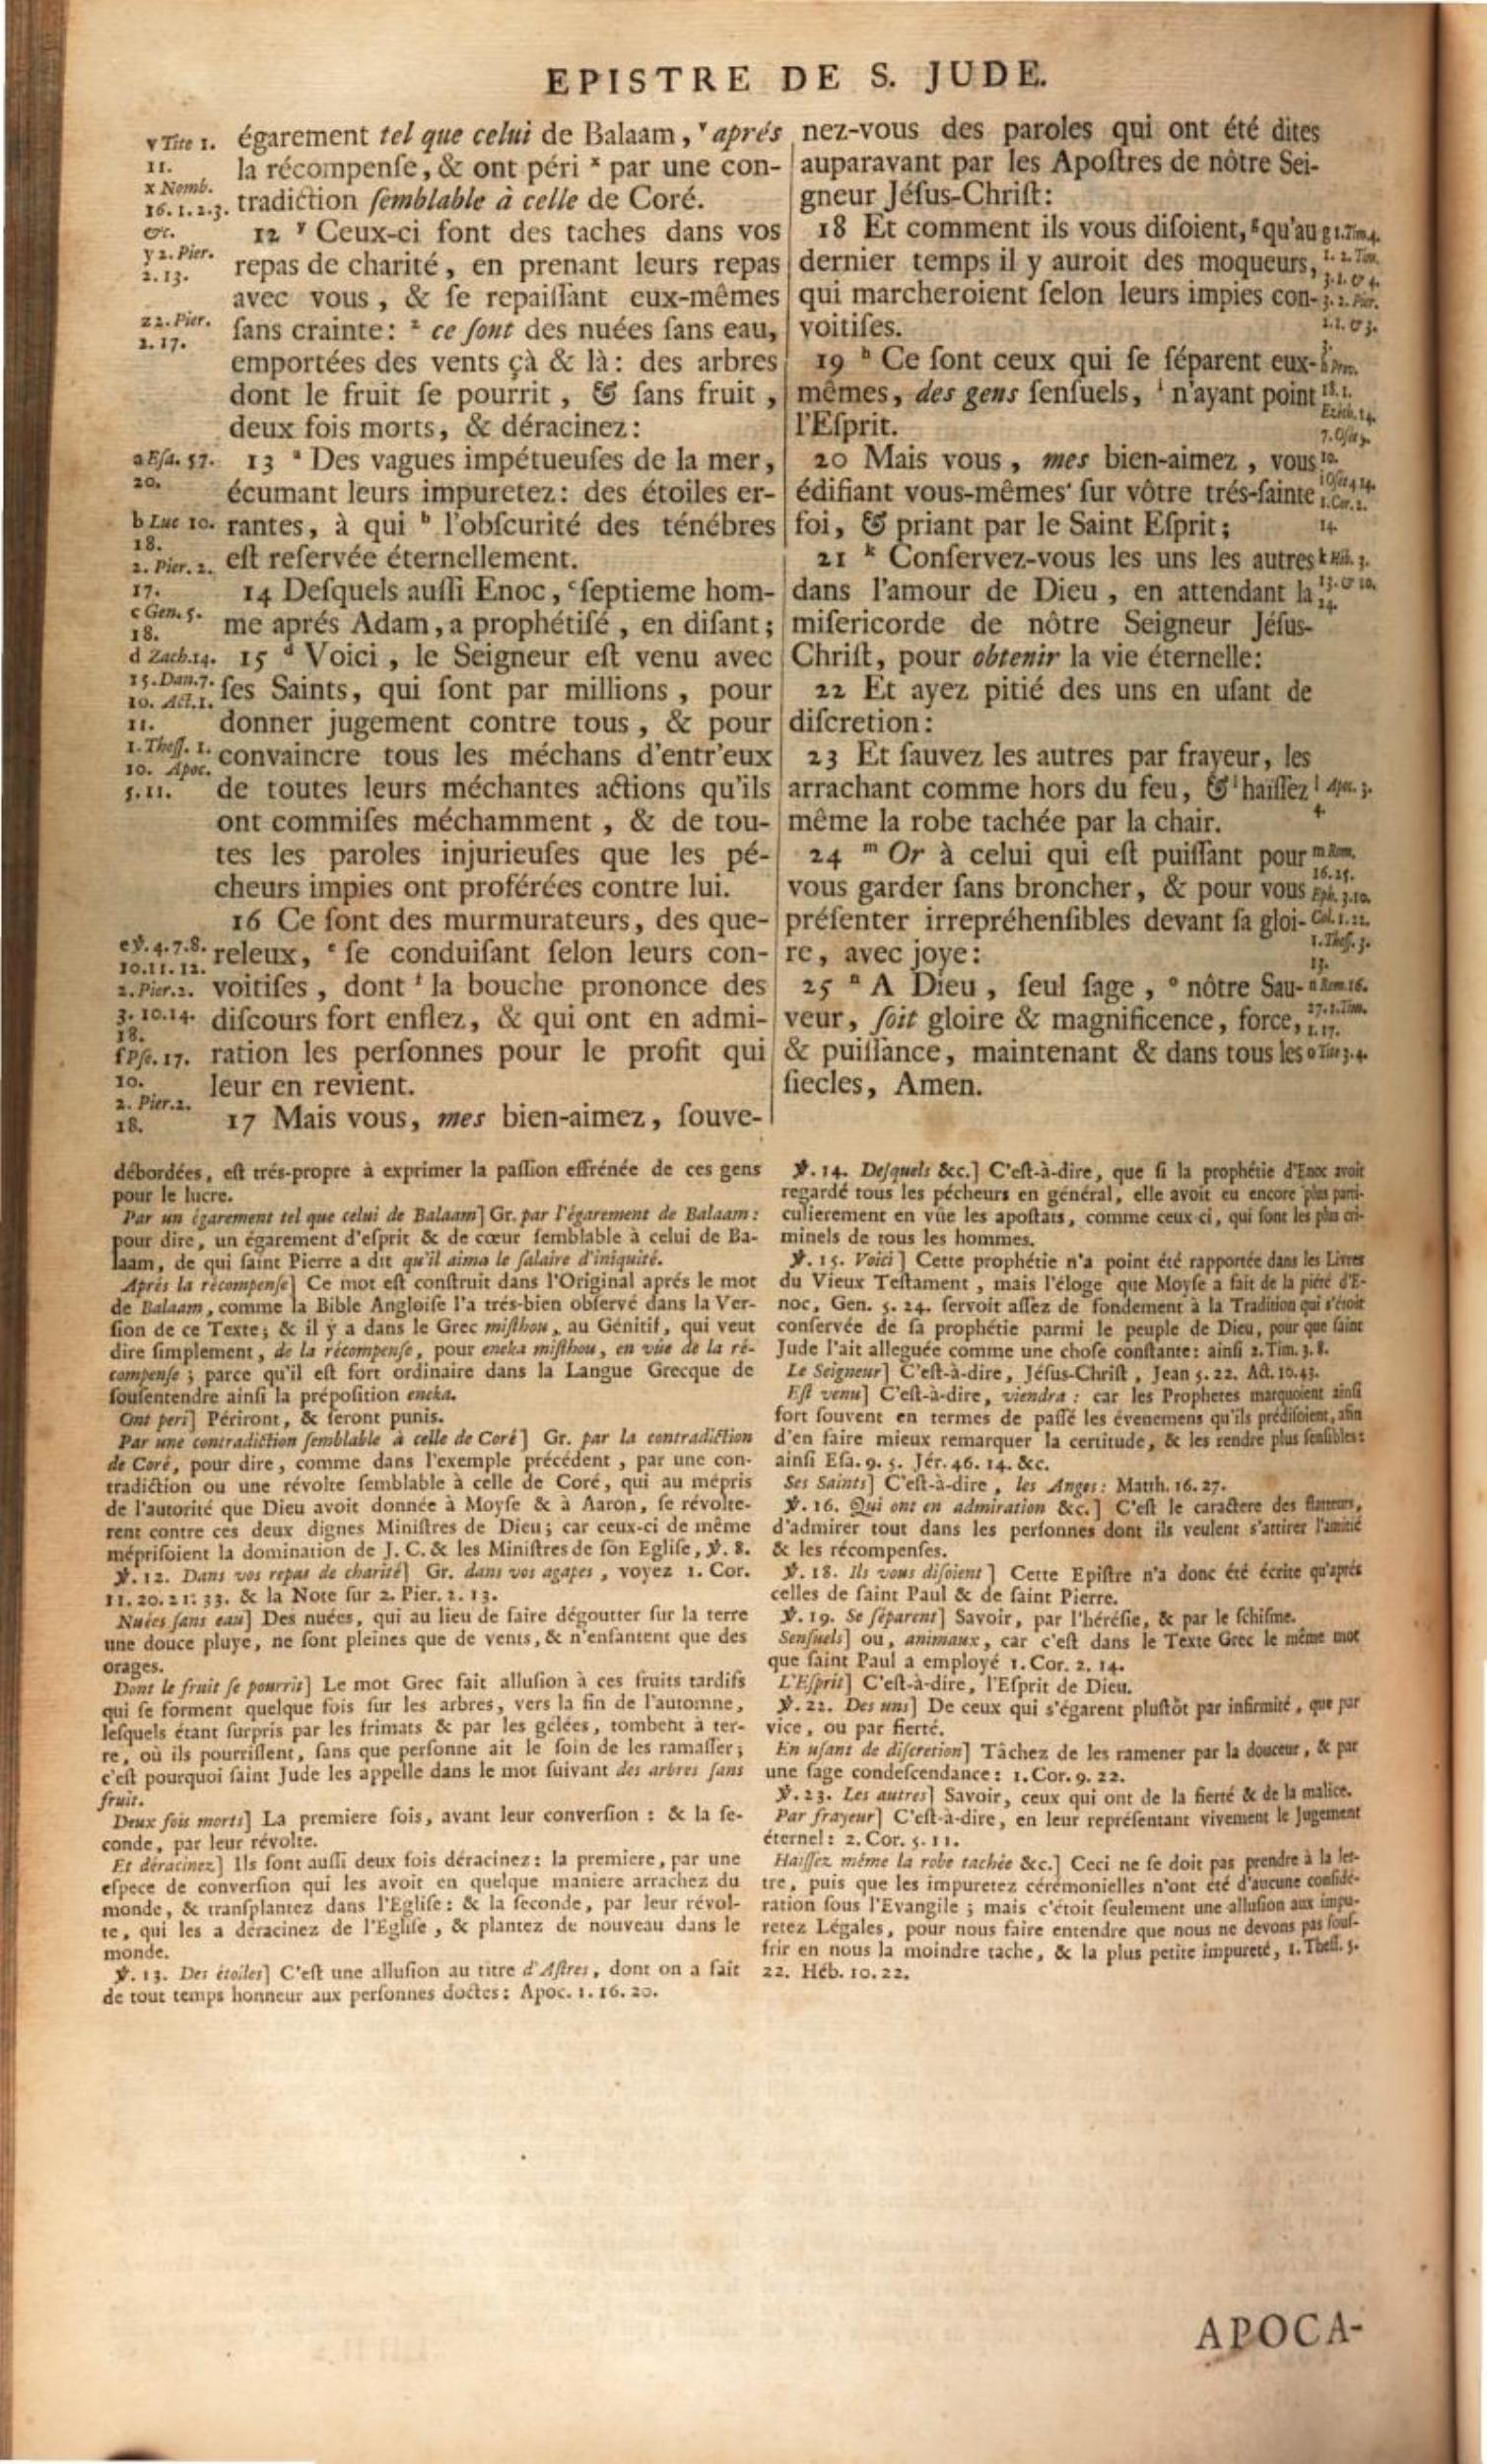 EPISTRE DE S. JUDE.
v Tite 1.
11.
x Nomb.
16. 1. 2. 3.
&c.
y 2. Pier.
2. 13.
z 2. Pier.
2. 17.
a Esa. 57.
20.
b Luc 10.
18.
2. Pier. 2.
17.
c Gen. 5.
18.
d Zach. 14.
15. Dan. 7.
10. Act. 1.
11.
1. Thess. 1.
10. Apoc.
5. 11.
e ℣. 4. 7. 8.
10. 11. 12.
2. Pier. 2.
3. 10. 14.
18.
f Pse. 17.
10.
2. Pier. 2.
18.
égarement tel que celui de Balaam, ᵛ aprés
la récompenſe, & ont péri ˣ par une con-
tradiction ſemblable à celle de Coré.
12 ʸ Ceux-ci ſont des taches dans vos
repas de charité, en prenant leurs repas
avec vous, & ſe repaiſſant eux-mêmes
ſans crainte: ᶻ ce ſont des nuées ſans eau,
emportées des vents çà & là: des arbres
dont le fruit ſe pourrit, & ſans fruit,
deux fois morts, & déracinez:
13 ᵃ Des vagues impétueuſes de la mer,
écumant leurs impuretez: des étoiles er-
rantes, à qui ᵇ l'obſcurité des ténébres
eſt reſervée éternellement.
14 Deſquels auſſi Enoc, ᶜ ſeptieme hom-
me aprés Adam, a prophétiſé, en diſant;
15 ᵈ Voici, le Seigneur eſt venu avec
ſes Saints, qui ſont par millions, pour
donner jugement contre tous, & pour
convaincre tous les méchans d'entr'eux
de toutes leurs méchantes actions qu'ils
ont commiſes méchamment, & de tou-
tes les paroles injurieuſes que les pé-
cheurs impies ont proférées contre lui.
16 Ce ſont des murmurateurs, des que-
releux, ᵉ ſe conduiſant ſelon leurs con-
voitiſes, dont ᶠ la bouche prononce des
diſcours fort enflez, & qui ont en admi-
ration les perſonnes pour le profit qui
leur en revient.
17 Mais vous, mes bien-aimez, ſouve-
nez-vous des paroles qui ont été dites
auparavant par les Apoſtres de nôtre Sei-
gneur Jéſus-Chriſt:
18 Et comment ils vous diſoient, ᵍ qu'au
dernier temps il y auroit des moqueurs,
qui marcheroient ſelon leurs impies con-
voitiſes.
19 ʰ Ce ſont ceux qui ſe ſéparent eux-
mêmes, des gens ſenſuels, ⁱ n'ayant point
l'Eſprit.
20 Mais vous, mes bien-aimez, vous
édifiant vous-mêmes ſur vôtre trés-ſainte
foi, & priant par le Saint Eſprit;
21 ᵏ Conſervez-vous les uns les autres
dans l'amour de Dieu, en attendant la
miſericorde de nôtre Seigneur Jéſus-
Chriſt, pour obtenir la vie éternelle:
22 Et ayez pitié des uns en uſant de
diſcretion:
23 Et ſauvez les autres par frayeur, les
arrachant comme hors du feu, & ˡ haïſſez
même la robe tachée par la chair.
24 ᵐ Or à celui qui eſt puiſſant pour
vous garder ſans broncher, & pour vous
préſenter irrepréhenſibles devant ſa gloi-
re, avec joye:
25 ⁿ A Dieu, ſeul ſage, ᵒ nôtre Sau-
veur, ſoit gloire & magnificence, force,
& puiſſance, maintenant & dans tous les
ſiecles, Amen.
g 1. Tim. 4.
1. 2. Tim.
3. 1. & 4.
3. 2. Pier.
2. 1. & 3.
18. 1.
Ezéch. 14.
7. Osée 9.
10.
1. Cor. 2.
14.
13. & 10.
24.
l Apoc. 3.
4.
m Rom.
16. 25.
Eph. 3. 20.
Col. 1. 22.
1. Thess. 3.
13.
n Rom. 16.
27. 1. Tim.
1. 17.
o Tite 3. 4.
débordées, eſt trés-propre à exprimer la paſſion effrénée de ces gens
pour le lucre.
Par un égarement tel que celui de Balaam] Gr. par l'égarement de Balaam:
pour dire, un égarement d'eſprit & de cœur ſemblable à celui de Ba-
laam, de qui ſaint Pierre a dit qu'il aima le ſalaire d'iniquité.
Aprés la récompenſe] Ce mot eſt conſtruit dans l'Original aprés le mot
de Balaam, comme la Bible Angloiſe l'a trés-bien obſervé dans la Ver-
ſion de ce Texte; & il y a dans le Grec miſthou, au Génitif, qui veut
dire ſimplement, de la récompenſe, pour eneka miſthou, en vûe de la ré-
compenſe; parce qu'il eſt fort ordinaire dans la Langue Grecque de
ſouſentendre ainſi la prépoſition eneka.
Ont peri] Périront, & ſeront punis.
Par une contradiction ſemblable à celle de Coré] Gr. par la contradiction
de Coré, pour dire, comme dans l'exemple précédent, par une con-
tradiction ou une révolte ſemblable à celle de Coré, qui au mépris
de l'autorité que Dieu avoit donnée à Moyſe & à Aaron, ſe révolte-
rent contre ces deux dignes Miniſtres de Dieu; car ceux-ci de même
mépriſoient la domination de J. C. & les Miniſtres de ſon Egliſe, ℣. 8.
℣. 12. Dans vos repas de charité] Gr. dans vos agapes, voyez 1. Cor.
11. 20. 21. 33. & la Note ſur 2. Pier. 2. 13.
Nuées ſans eau] Des nuées, qui au lieu de faire dégoutter ſur la terre
une douce pluye, ne ſont pleines que de vents, & n'enfantent que des
orages.
Dont le fruit ſe pourrit] Le mot Grec fait alluſion à ces fruits tardifs
qui ſe forment quelque fois ſur les arbres, vers la fin de l'automne,
leſquels étant ſurpris par les frimats & par les gélées, tombent à ter-
re, où ils pourriſſent, ſans que perſonne ait le ſoin de les ramaſſer;
c'eſt pourquoi ſaint Jude les appelle dans le mot ſuivant des arbres ſans
fruit.
Deux fois morts] La premiere fois, avant leur converſion: & la ſe-
conde, par leur révolte.
Et déracinez] Ils ſont auſſi deux fois déracinez: la premiere, par une
eſpece de converſion qui les avoit en quelque maniere arrachez du
monde, & tranſplantez dans l'Egliſe: & la ſeconde, par leur révol-
te, qui les a déracinez de l'Egliſe, & plantez de nouveau dans le
monde.
℣. 13. Des étoiles] C'eſt une alluſion au titre d'Aſtres, dont on a fait
de tout temps honneur aux perſonnes doctes: Apoc. 1. 16. 20.
℣. 14. Deſquels &c.] C'eſt-à-dire, que ſi la prophétie d'Enoc avoit
regardé tous les pécheurs en général, elle avoit eu encore plus parti-
culierement en vûe les apoſtats, comme ceux-ci, qui ſont les plus cri-
minels de tous les hommes.
℣. 15. Voici] Cette prophétie n'a point été rapportée dans les Livres
du Vieux Teſtament, mais l'éloge que Moyſe a fait de la piété d'E-
noc, Gen. 5. 24. ſervoit aſſez de fondement à la Tradition qui s'étoit
conſervée de ſa prophétie parmi le peuple de Dieu, pour que ſaint
Jude l'ait alleguée comme une choſe conſtante: ainſi 2. Tim. 3. 8.
Le Seigneur] C'eſt-à-dire, Jéſus-Chriſt, Jean 5. 22. Act. 10. 43.
Eſt venu] C'eſt-à-dire, viendra: car les Prophetes marquoient ainſi
fort ſouvent en termes de paſſé les évenemens qu'ils prédiſoient, afin
d'en faire mieux remarquer la certitude, & les rendre plus ſenſibles:
ainſi Eſa. 9. 5. Jér. 46. 14. &c.
Ses Saints] C'eſt-à-dire, les Anges: Matth. 16. 27.
℣. 16. Qui ont en admiration &c.] C'eſt le caractere des flatteurs,
d'admirer tout dans les perſonnes dont ils veulent s'attirer l'amitié
& les récompenſes.
℣. 18. Ils vous diſoient] Cette Epiſtre n'a donc été écrite qu'aprés
celles de ſaint Paul & de ſaint Pierre.
℣. 19. Se ſéparent] Savoir, par l'héréſie, & par le ſchiſme.
Senſuels] ou, animaux, car c'eſt dans le Texte Grec le même mot
que ſaint Paul a employé 1. Cor. 2. 14.
L'Eſprit] C'eſt-à-dire, l'Eſprit de Dieu.
℣. 22. Des uns] De ceux qui s'égarent pluſtôt par infirmité, que par
vice, ou par fierté.
En uſant de diſcretion] Tâchez de les ramener par la douceur, & par
une ſage condeſcendance: 1. Cor. 9. 22.
℣. 23. Les autres] Savoir, ceux qui ont de la fierté & de la malice.
Par frayeur] C'eſt-à-dire, en leur repréſentant vivement le Jugement
éternel: 2. Cor. 5. 11.
Haïſſez même la robe tachée &c.] Ceci ne ſe doit pas prendre à la let-
tre, puis que les impuretez cérémonielles n'ont été d'aucune conſidé-
ration ſous l'Evangile; mais c'étoit ſeulement une alluſion aux impu-
retez Légales, pour nous faire entendre que nous ne devons pas ſouf-
frir en nous la moindre tache, & la plus petite impureté, 1. Theſſ. 5.
22. Héb. 10. 22.
APOCA-